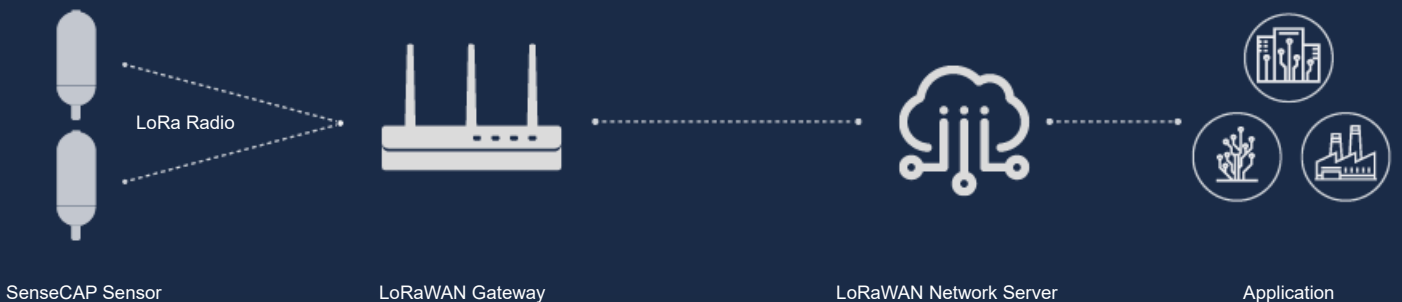 LoRa Radio
SenseCAP Sensor
LoRaWAN Gateway
LoRaWAN Network Server
Application